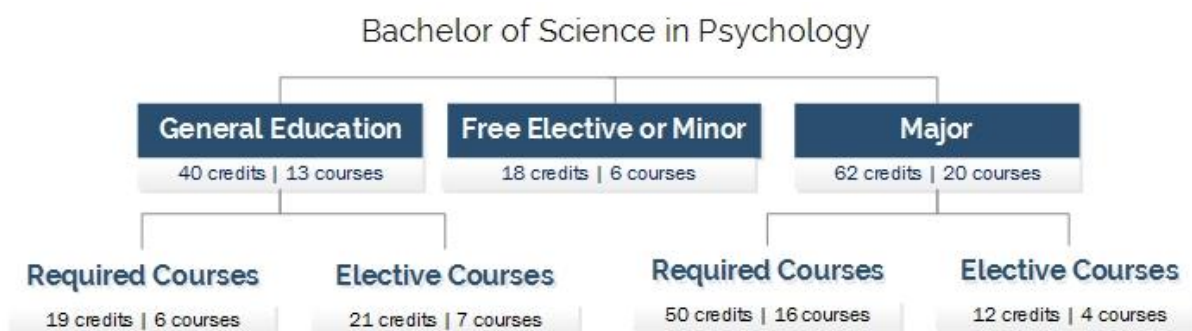 Bachelor of Science in Psychology
General Education
Free Elective or Minor
Major
40 credits | 13 courses
18 credits | 6 courses
62 credits | 20 courses
Required Courses
Elective Courses
Required Courses
Elective Courses
19 credits | 6 courses
21 credits | 7 courses
50 credits | 16 courses
12 credits | 4 courses